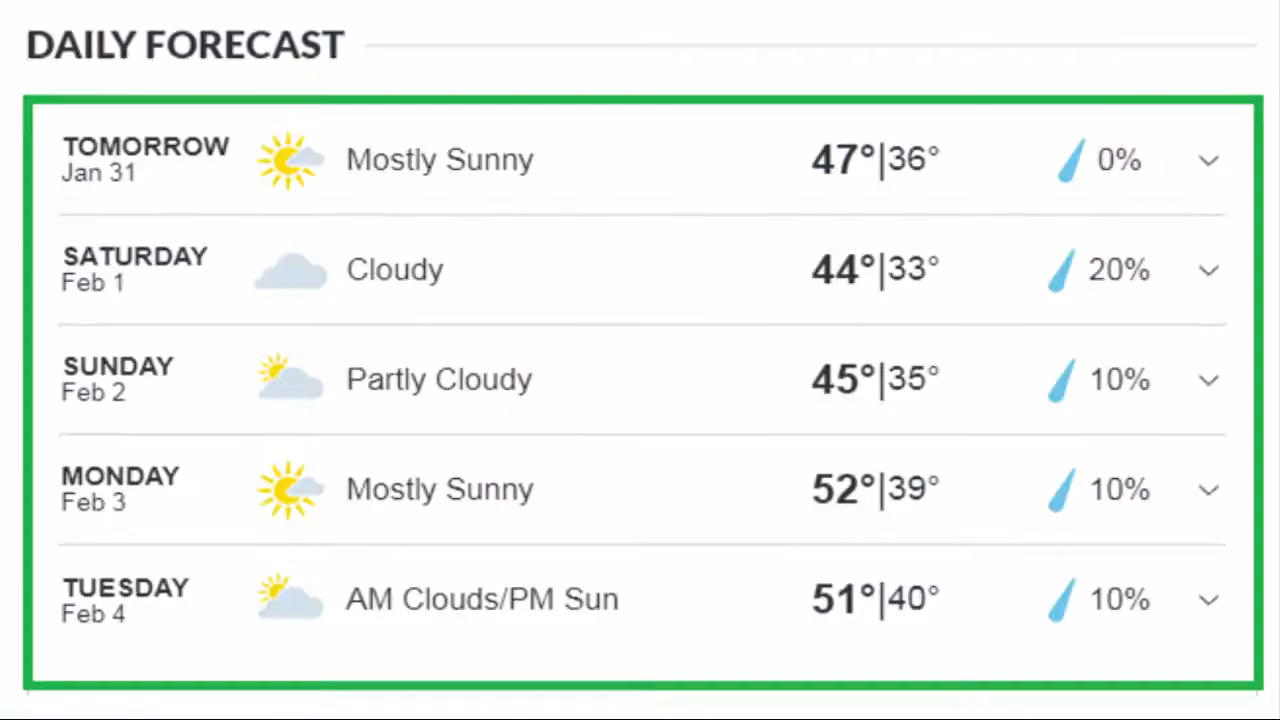 DAILY FORECAST
TOMORROW
Jan 31
Mostly Sunny
47°|36°
0%
SATURDAY
Feb 1
Cloudy
44°|33°
20%
SUNDAY
Feb 2
Partly Cloudy
45°|35°
10%
MONDAY
Feb 3
Mostly Sunny
52°|39°
10%
TUESDAY
Feb 4
AM Clouds/PM Sun
51°|40°
10%